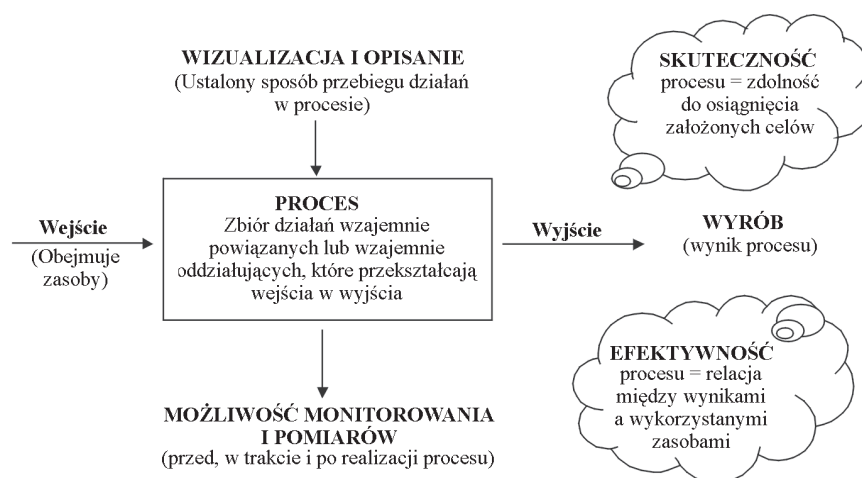 WIZUALIZACJA I OPISANIE
(Ustalony sposób przebiegu działań
w procesie)
SKUTECZNOŚĆ
procesu = zdolność
do osiągnięcia
założonych celów
Wejście
(Obejmuje
zasoby)
PROCES
Zbiór działań wzajemnie
powiązanych lub wzajemnie
oddziałujących, które przekształcają
wejścia w wyjścia
Wyjście
WYRÓB
(wynik procesu)
MOŻLIWOŚĆ MONITOROWANIA
I POMIARÓW
(przed, w trakcie i po realizacji procesu)
EFEKTYWNOŚĆ
procesu = relacja
między wynikami
a wykorzystanymi
zasobami